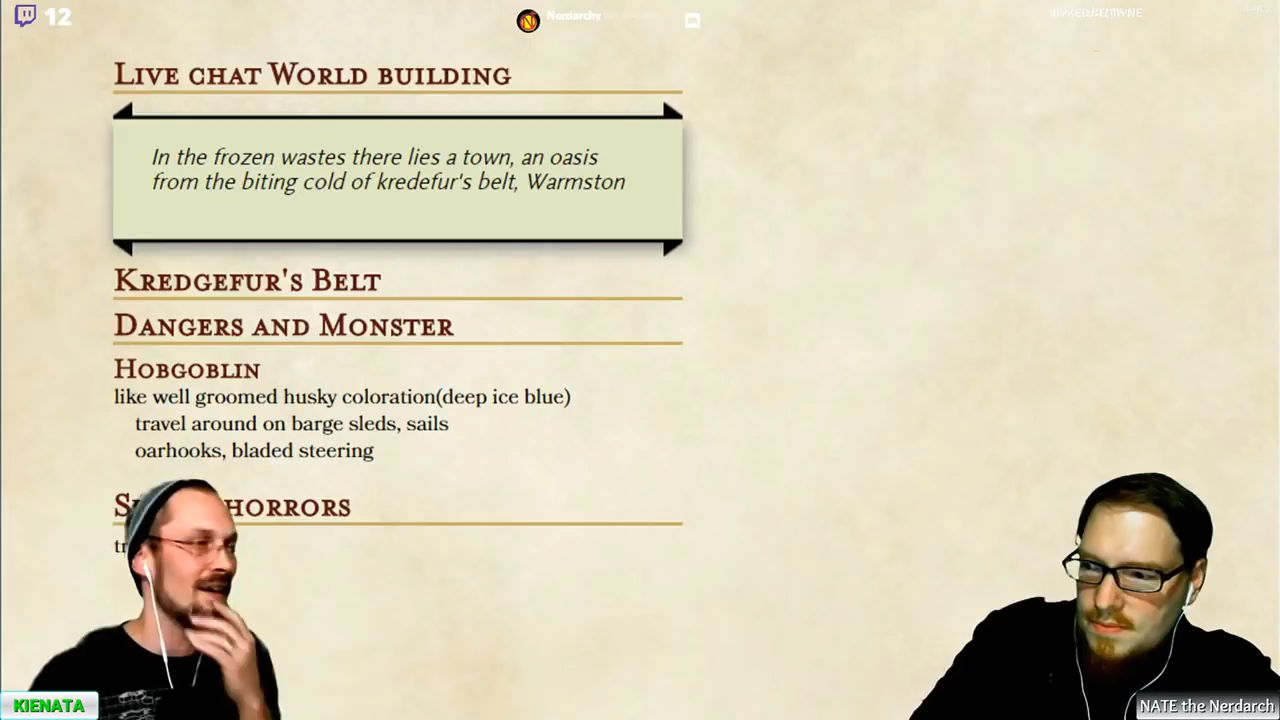 12
Nerdarchy
LIVE CHAT WORLD BUILDING
In the frozen wastes there lies a town, an oasis
from the biting cold of kredefur's belt, Warmston
KREDGEFUR'S BELT
DANGERS AND MONSTER
HOBGOBLIN
like well groomed husky coloration(deep ice blue)
travel around on barge sleds, sails
oarhooks, bladed steering
HORRORS
KIENATA
NATE the Nerdarch